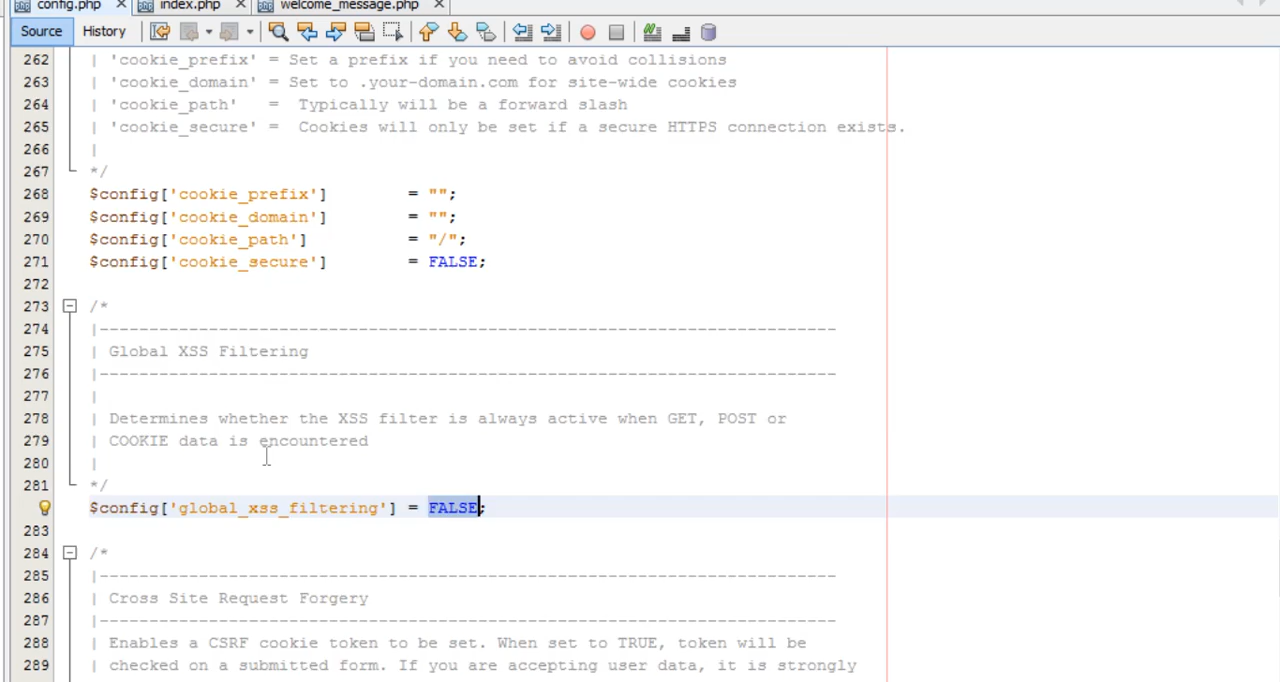 config.php index.php welcome_message.php
Source History
262 | 'cookie_prefix' = Set a prefix if you need to avoid collisions
263 | 'cookie_domain' = Set to .your-domain.com for site-wide cookies
264 | 'cookie_path'   =  Typically will be a forward slash
265 | 'cookie_secure' =  Cookies will only be set if a secure HTTPS connection exists.
266 |
267 */
268 $config['cookie_prefix']        = "";
269 $config['cookie_domain']        = "";
270 $config['cookie_path']          = "/";
271 $config['cookie_secure']        = FALSE;
272
273 /*
274 |--------------------------------------------------------------------------
275 | Global XSS Filtering
276 |--------------------------------------------------------------------------
277 |
278 | Determines whether the XSS filter is always active when GET, POST or
279 | COOKIE data is encountered
280 |
281 */
$config['global_xss_filtering'] = FALSE;
283
284 /*
285 |--------------------------------------------------------------------------
286 | Cross Site Request Forgery
287 |--------------------------------------------------------------------------
288 | Enables a CSRF cookie token to be set. When set to TRUE, token will be
289 | checked on a submitted form. If you are accepting user data, it is strongly